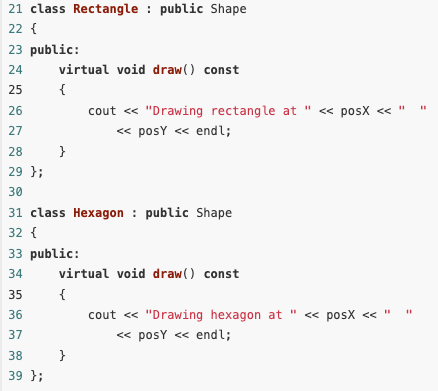 21 class Rectangle : public Shape
22 {
23 public:
24     virtual void draw() const
25     {
26         cout << "Drawing rectangle at " << posX << "  "
27             << posY << endl;
28     }
29 };
30
31 class Hexagon : public Shape
32 {
33 public:
34     virtual void draw() const
35     {
36         cout << "Drawing hexagon at " << posX << "  "
37             << posY << endl;
38     }
39 };